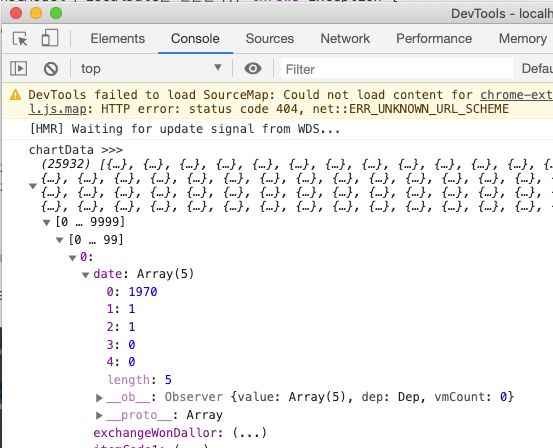 DevTools - localh
Elements
Console
Sources
Network
Performance
Memory
top
Filter
Default
DevTools failed to load SourceMap: Could not load content for chrome-ext
l.js.map: HTTP error: status code 404, net::ERR_UNKNOWN_URL_SCHEME
[HMR] Waiting for update signal from WDS...
chartData >>>
(25932) [{…}, {…}, {…}, {…}, {…}, {…}, {…}, {…}, {…}, {…}, {…}, {…},
{…}, {…}, {…}, {…}, {…}, {…}, {…}, {…}, {…}, {…}, {…}, {…}, {…},
{…}, {…}, {…}, {…}, {…}, {…}, {…}, {…}, {…}, {…}, {…}, {…}, {…},
[0 … 9999]
[0 … 99]
0:
date: Array(5)
0: 1970
1: 1
2: 1
3: 0
4: 0
length: 5
__ob__: Observer {value: Array(5), dep: Dep, vmCount: 0}
__proto__: Array
exchangeWonDallor: (...)